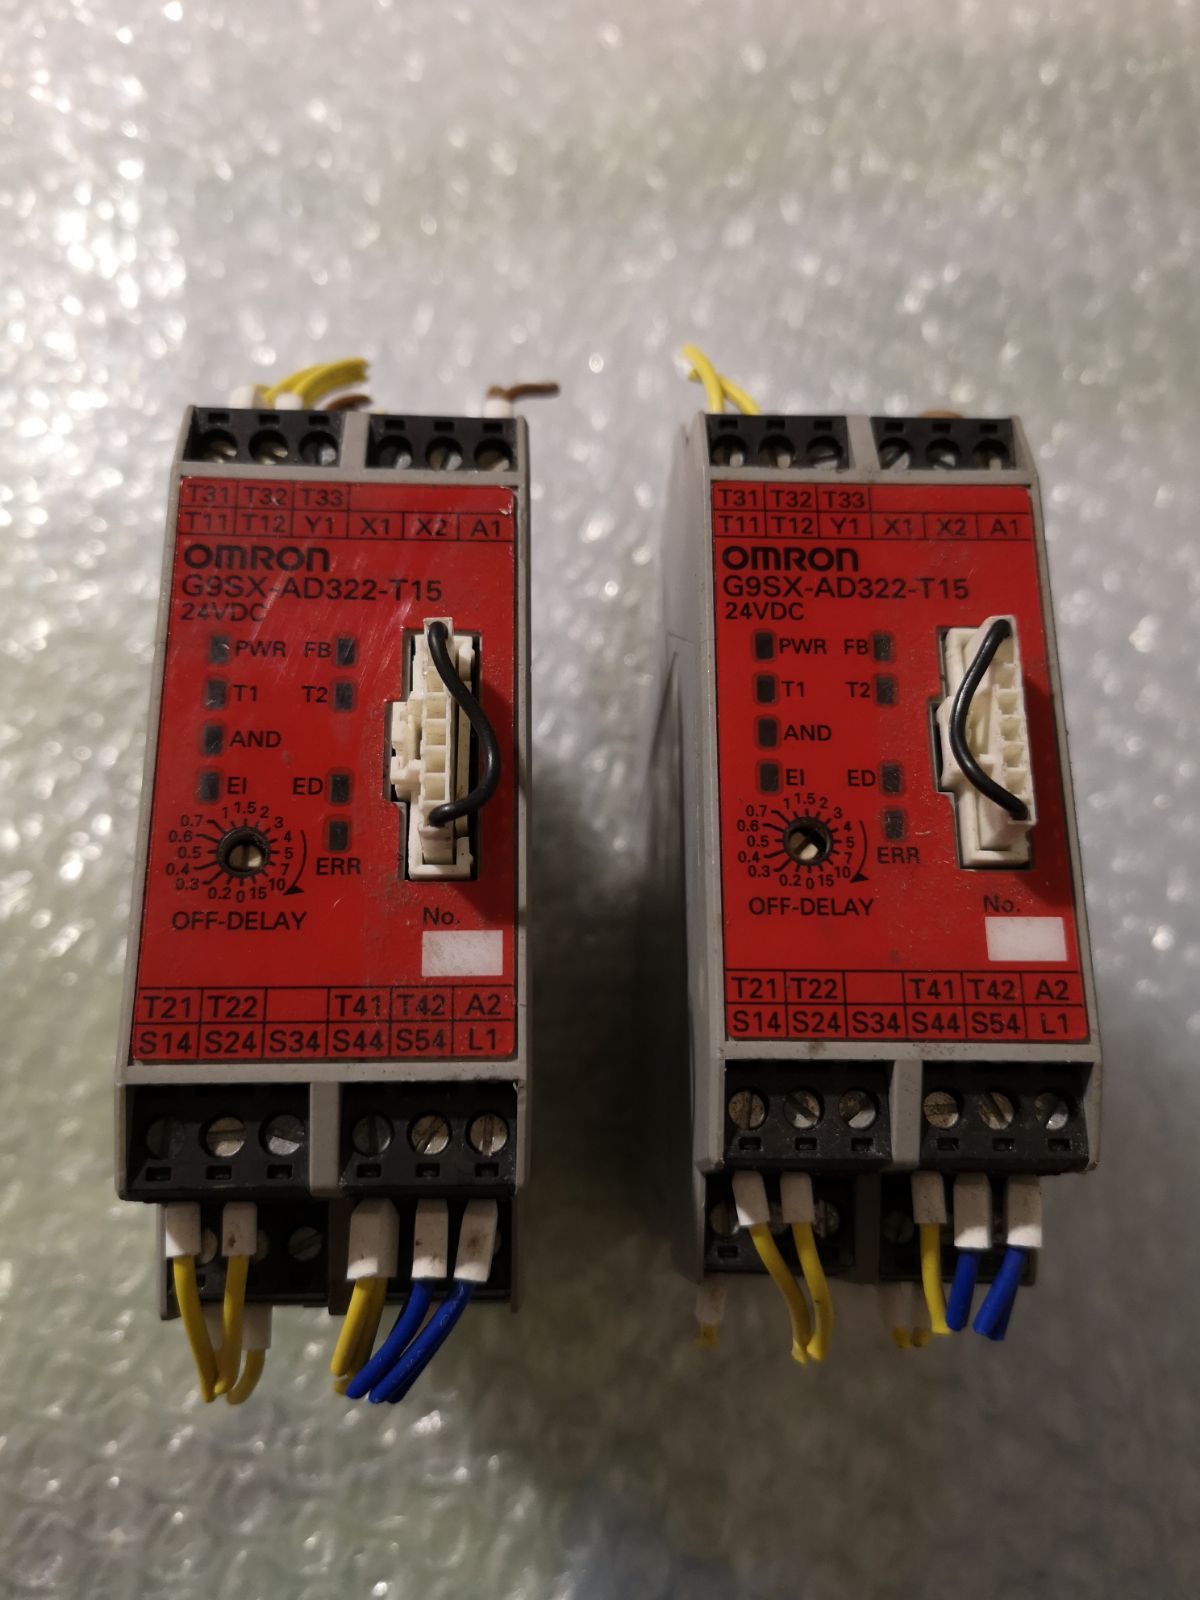 T31 T32 T33
T11 T12 Y1 X1 X2 A1
OMRON
G9SX-AD322-T15
24VDC
PWR FB
T1 T2
AND
EI ED
ERR
0 0.2 0.3 0.4 0.5 0.6 0.7 1 1.5 2 3 4 5 7 10 15
OFF-DELAY
No.
T21 T22 T41 T42 A2
S14 S24 S34 S44 S54 L1
T31 T32 T33
T11 T12 Y1 X1 X2 A1
OMRON
G9SX-AD322-T15
24VDC
PWR FB
T1 T2
AND
EI ED
ERR
0 0.2 0.3 0.4 0.5 0.6 0.7 1 1.5 2 3 4 5 7 10 15
OFF-DELAY
No.
T21 T22 T41 T42 A2
S14 S24 S34 S44 S54 L1